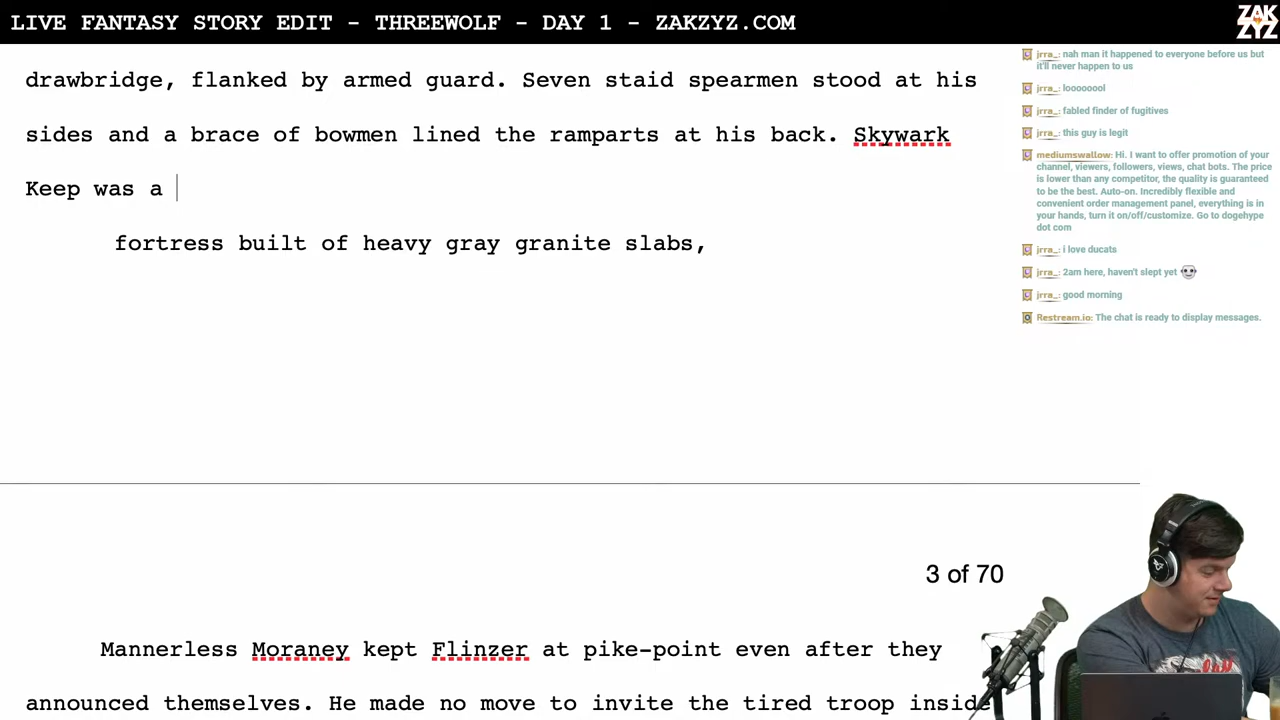 LIVE FANTASY STORY EDIT - THREEWOLF - DAY 1 - ZAKZYZ.COM
ZAK
ZYZ
drawbridge, flanked by armed guard. Seven staid spearmen stood at his
sides and a brace of bowmen lined the ramparts at his back. Skywark
Keep was a
fortress built of heavy gray granite slabs,
3 of 70
Mannerless Moraney kept Flinzer at pike-point even after they
announced themselves. He made no move to invite the tired troop inside
jrra_: nah man it happened to everyone before us but
it'll never happen to us
jrra_: loooooool
jrra_: fabled finder of fugitives
jrra_: this guy is legit
mediumswallow: Hi. I want to offer promotion of your
channel, viewers, followers, views, chat bots. The price
is lower than any competitor, the quality is guaranteed
to be the best. Auto-on. Incredibly flexible and
convenient order management panel, everything is in
your hands, turn it on/off/customize. Go to dogehype
dot com
jrra_: i love ducats
jrra_: 2am here, haven't slept yet
jrra_: good morning
Restream.io: The chat is ready to display messages.